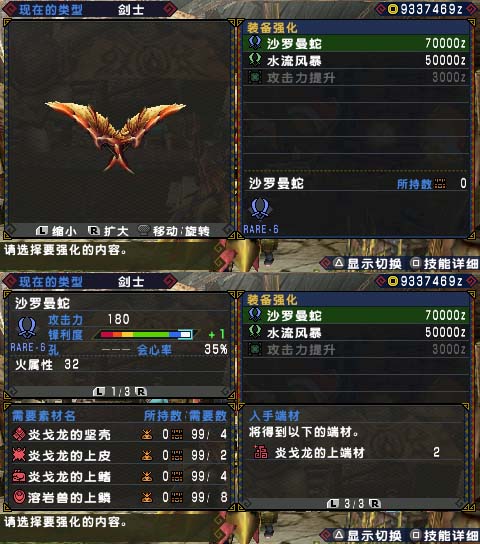 现在的类型 剑士
9337469z
装备强化
沙罗曼蛇 70000z
水流风暴 50000z
攻击力提升 3000z
沙罗曼蛇 所持数 0
RARE-6
L 缩小 R 扩大 移动/旋转
请选择要强化的内容。
△显示切换 □技能详细
现在的类型 剑士
9337469z
沙罗曼蛇
攻击力 180
锋利度 +1
RARE-6 孔 --- 会心率 35%
火属性 32
L 1/3 R
装备强化
沙罗曼蛇 70000z
水流风暴 50000z
攻击力提升 3000z
需要素材名 所持数/需要数
炎戈龙的坚壳 0 99/ 4
炎戈龙的上皮 0 99/ 2
炎戈龙的上鳍 0 99/ 4
溶岩兽的上鳞 0 99/ 8
入手端材
将得到以下的端材。
炎戈龙的上端材 2
L 3/3 R
请选择要强化的内容。
△显示切换 □技能详细